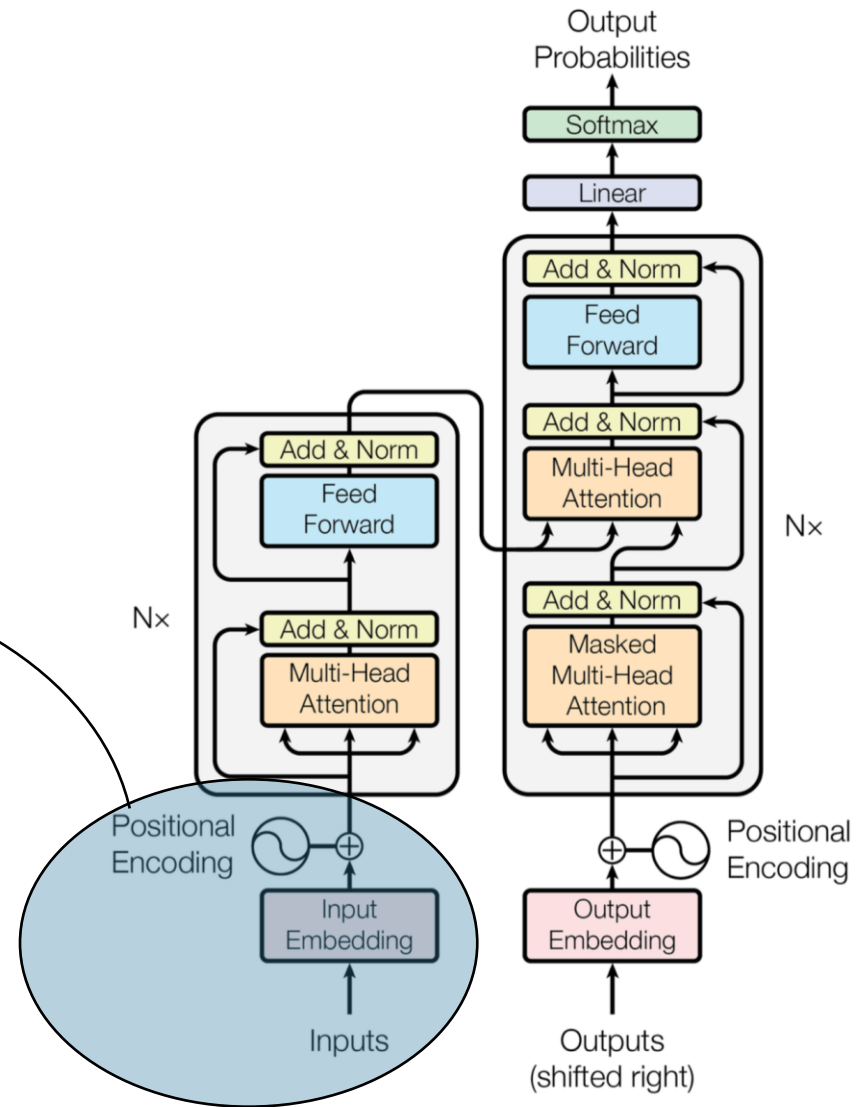 Output
Probabilities
Softmax
Linear
Add & Norm
Feed
Forward
Add & Norm
Multi-Head
Attention
Nx
Add & Norm
Masked
Multi-Head
Attention
Positional
Encoding
Output
Embedding
Outputs
(shifted right)
Add & Norm
Feed
Forward
Nx
Add & Norm
Multi-Head
Attention
Positional
Encoding
Input
Embedding
Inputs